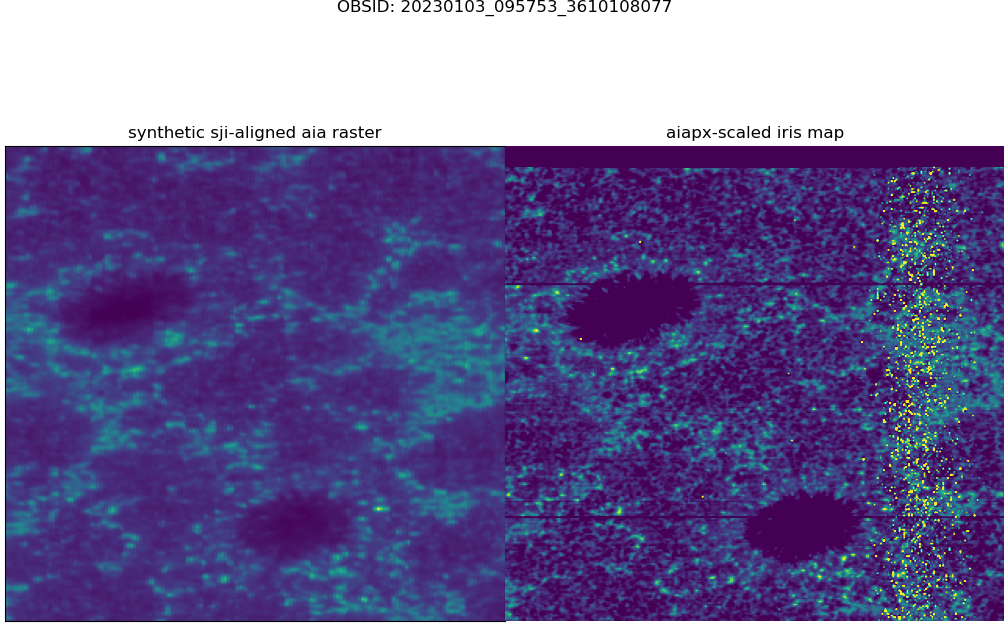 OBSID: 20230103_095753_3610108077
synthetic sji-aligned aia raster
aiapx-scaled iris map